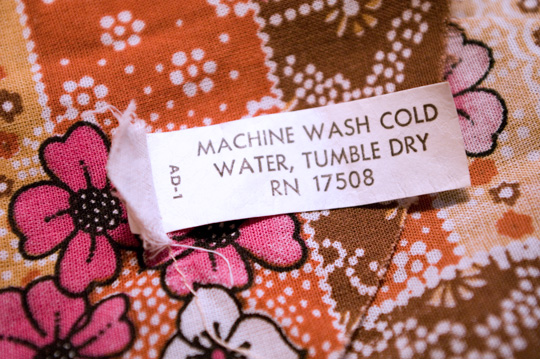 MACHINE WASH COLD
WATER, TUMBLE DRY
RN 17508
AD-1